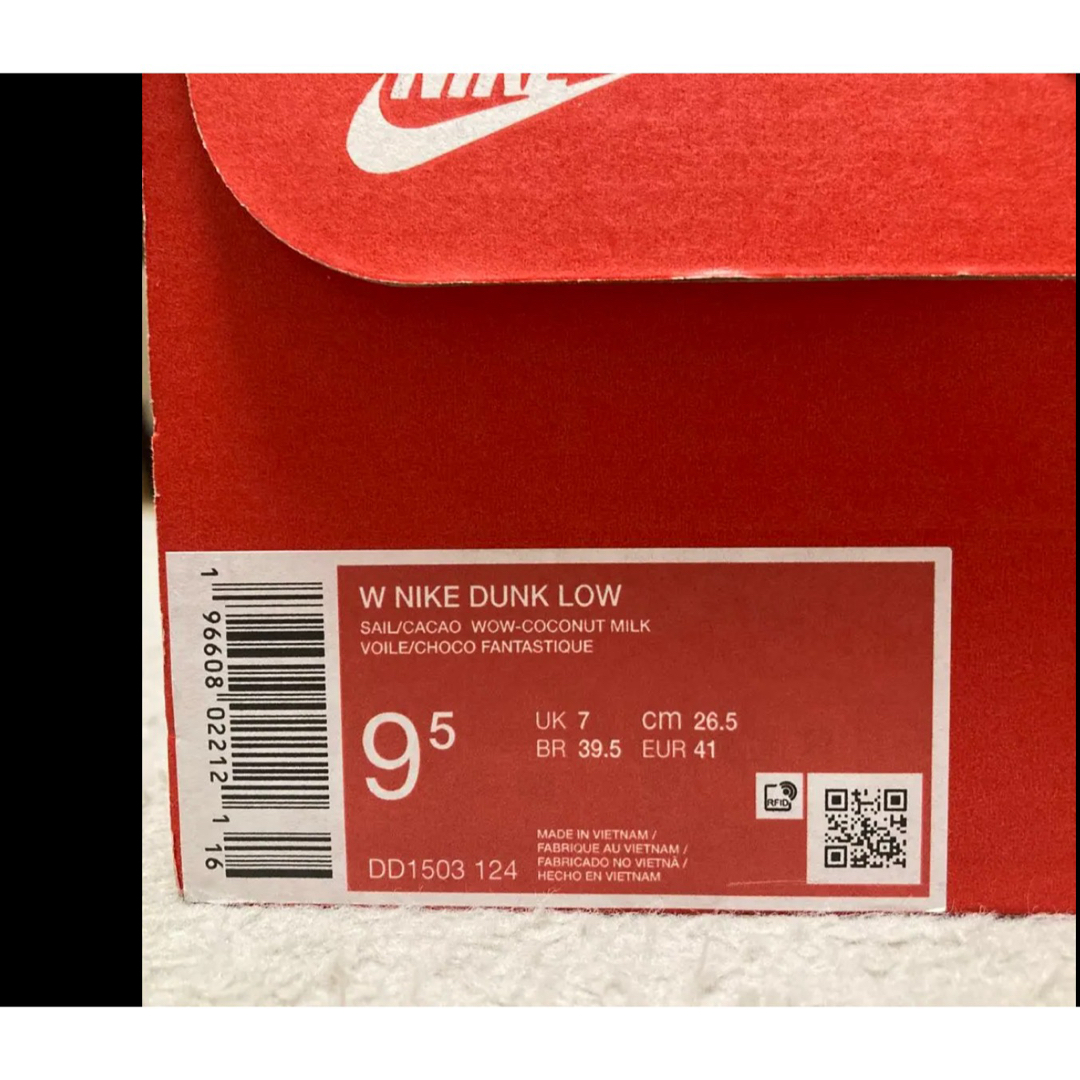 NIKE
W NIKE DUNK LOW
SAIL/CACAO WOW-COCONUT MILK
VOILE/CHOCO FANTASTIQUE
9⁵
UK 7 cm 26.5
BR 39.5 EUR 41
RFID
MADE IN VIETNAM /
FABRIQUE AU VIETNAM /
FABRICADO NO VIETNÃ /
HECHO EN VIETNAM
DD1503 124
1 96608 02212 1 16